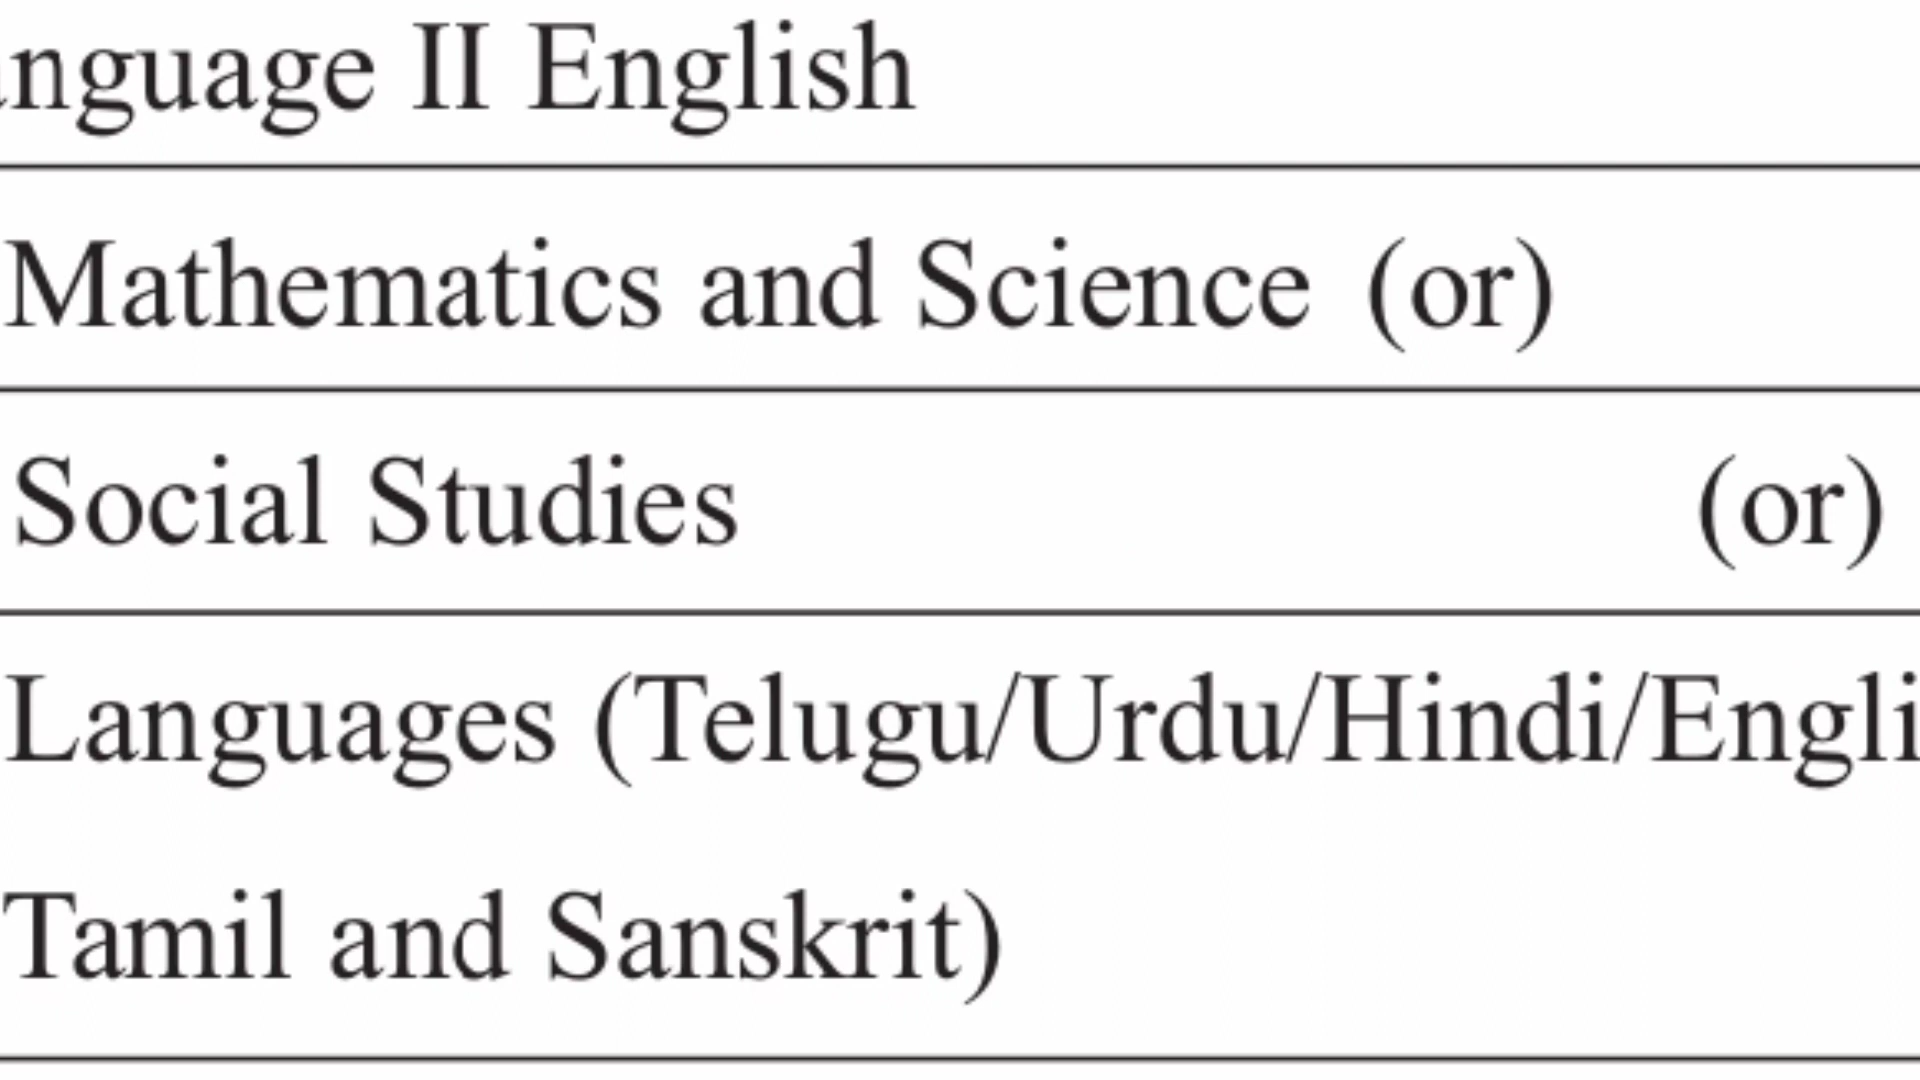 nguage II English
Mathematics and Science (or)
Social Studies (or)
Languages (Telugu/Urdu/Hindi/Engli
Tamil and Sanskrit)